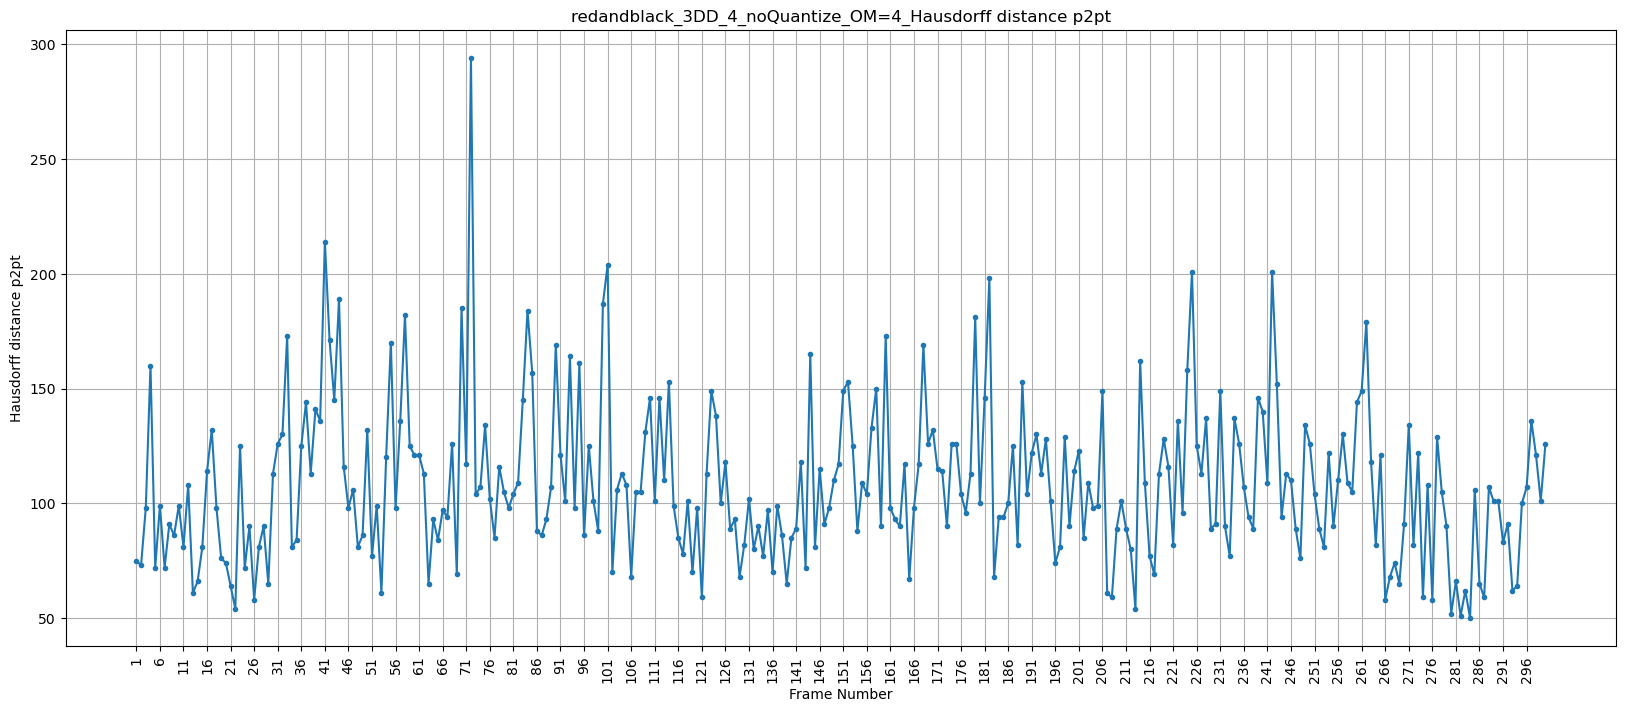 redandblack_3DD_4_noQuantize_OM=4_Hausdorff distance p2pt
300
250
200
150
100
50
Hausdorff distance p2pt
1 6 11 16 21 26 31 36 41 46 51 56 61 66 71 76 81 86 91 96 101 106 111 116 121 126 131 136 141 146 151 156 161 166 171 176 181 186 191 196 201 206 211 216 221 226 231 236 241 246 251 256 261 266 271 276 281 286 291 296
Frame Number